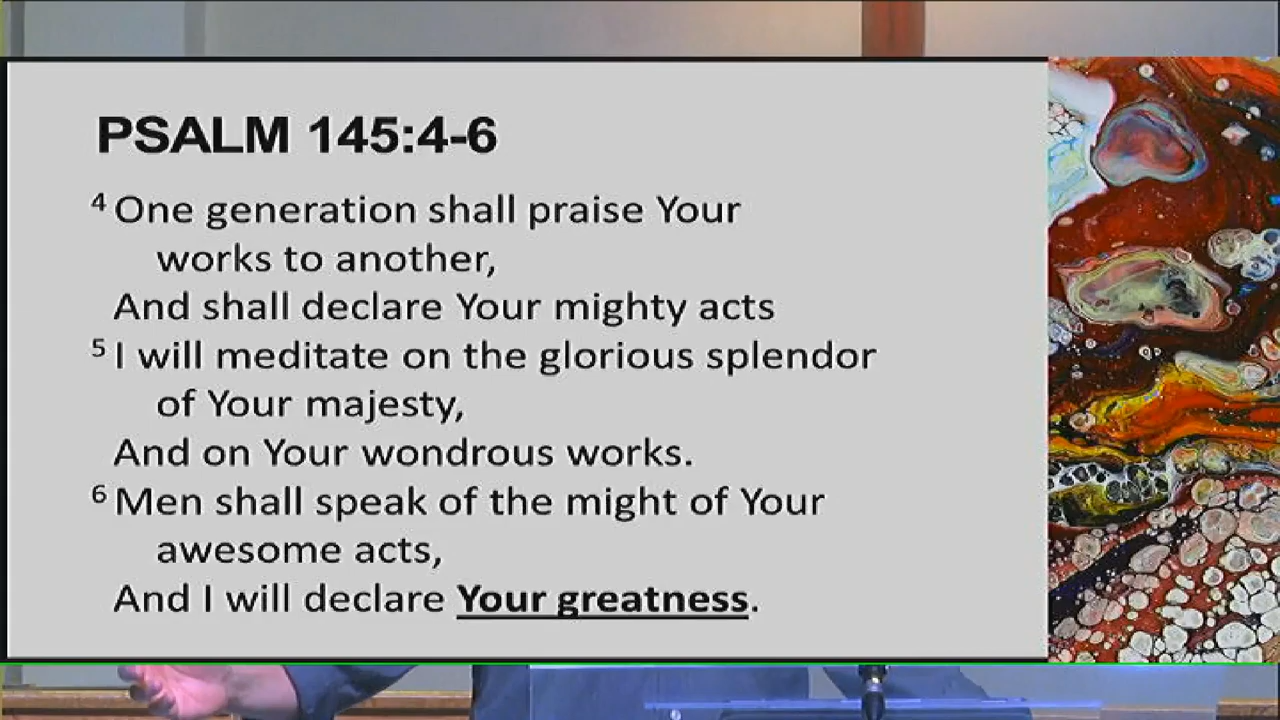 PSALM 145:4-6
4 One generation shall praise Your
works to another,
And shall declare Your mighty acts
5 I will meditate on the glorious splendor
of Your majesty,
And on Your wondrous works.
6 Men shall speak of the might of Your
awesome acts,
And I will declare Your greatness.